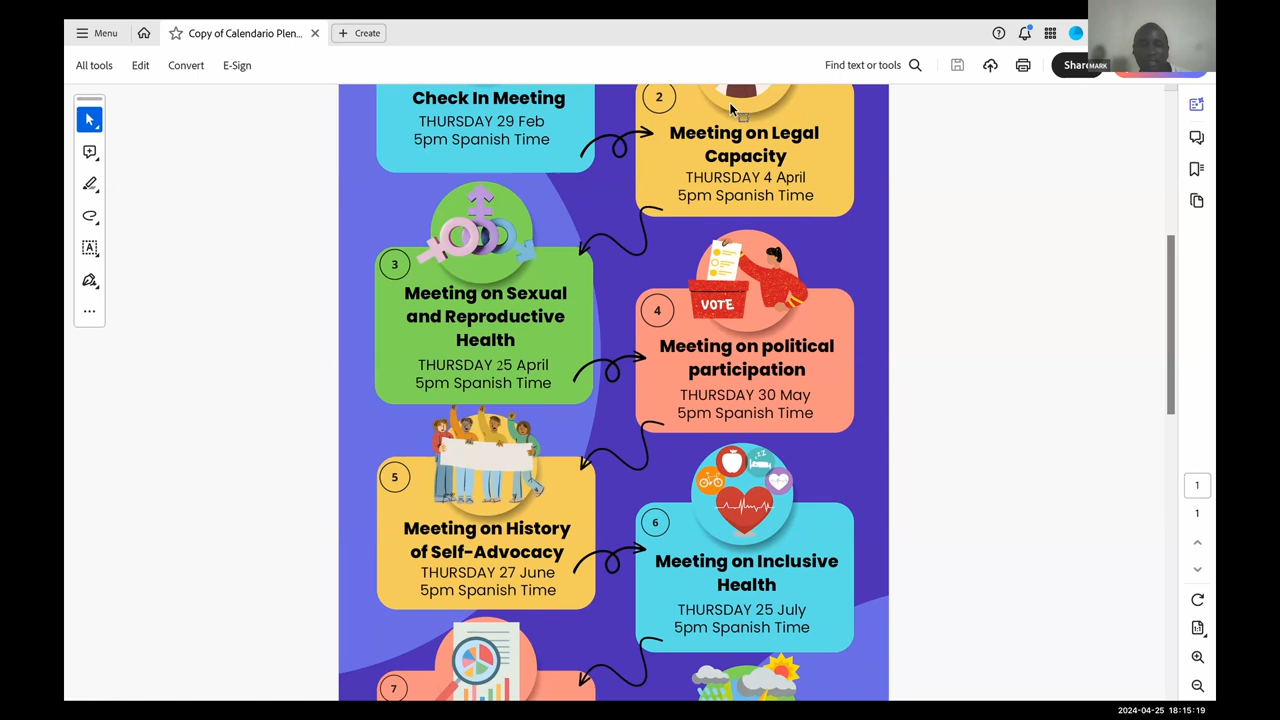 Menu
Copy of Calendario Plen...
Create
All tools
Edit
Convert
E-Sign
Find text or tools
MARK
Check In Meeting
THURSDAY 29 Feb
5pm Spanish Time
2
Meeting on Legal
Capacity
THURSDAY 4 April
5pm Spanish Time
3
Meeting on Sexual
and Reproductive
Health
THURSDAY 25 April
5pm Spanish Time
VOTE
4
Meeting on political
participation
THURSDAY 30 May
5pm Spanish Time
5
Meeting on History
of Self-Advocacy
THURSDAY 27 June
5pm Spanish Time
6
Meeting on Inclusive
Health
THURSDAY 25 July
5pm Spanish Time
7
1
1
2024-04-25 18:15:19